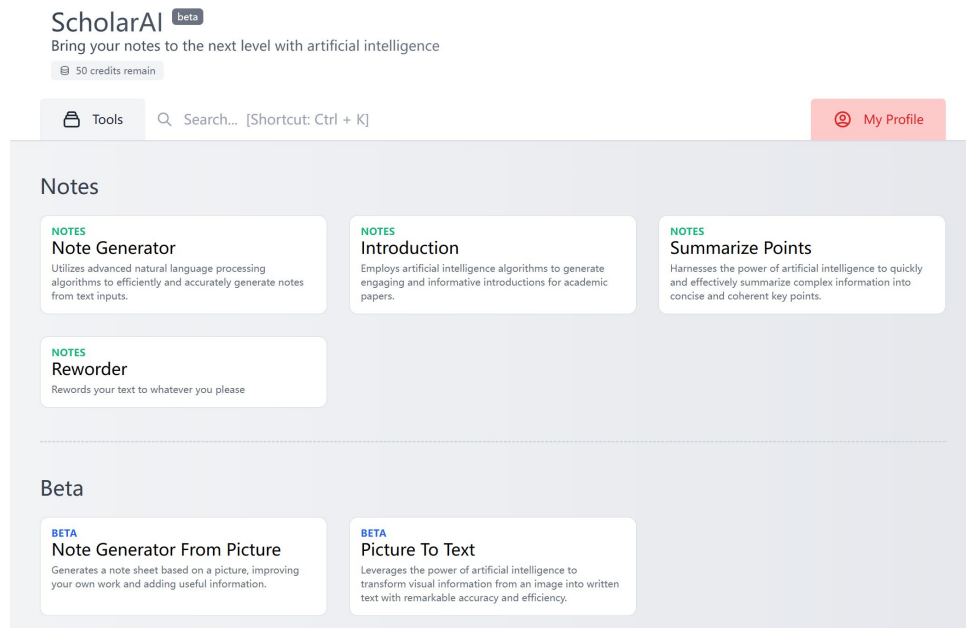 ScholarAI beta
Bring your notes to the next level with artificial intelligence
50 credits remain
Tools
Search... [Shortcut: Ctrl + K]
My Profile
Notes
NOTES
Note Generator
Utilizes advanced natural language processing
algorithms to efficiently and accurately generate notes
from text inputs.
NOTES
Introduction
Employs artificial intelligence algorithms to generate
engaging and informative introductions for academic
papers.
NOTES
Summarize Points
Harnesses the power of artificial intelligence to quickly
and effectively summarize complex information into
concise and coherent key points.
NOTES
Reworder
Rewords your text to whatever you please
Beta
BETA
Note Generator From Picture
Generates a note sheet based on a picture, improving
your own work and adding useful information.
BETA
Picture To Text
Leverages the power of artificial intelligence to
transform visual information from an image into written
text with remarkable accuracy and efficiency.